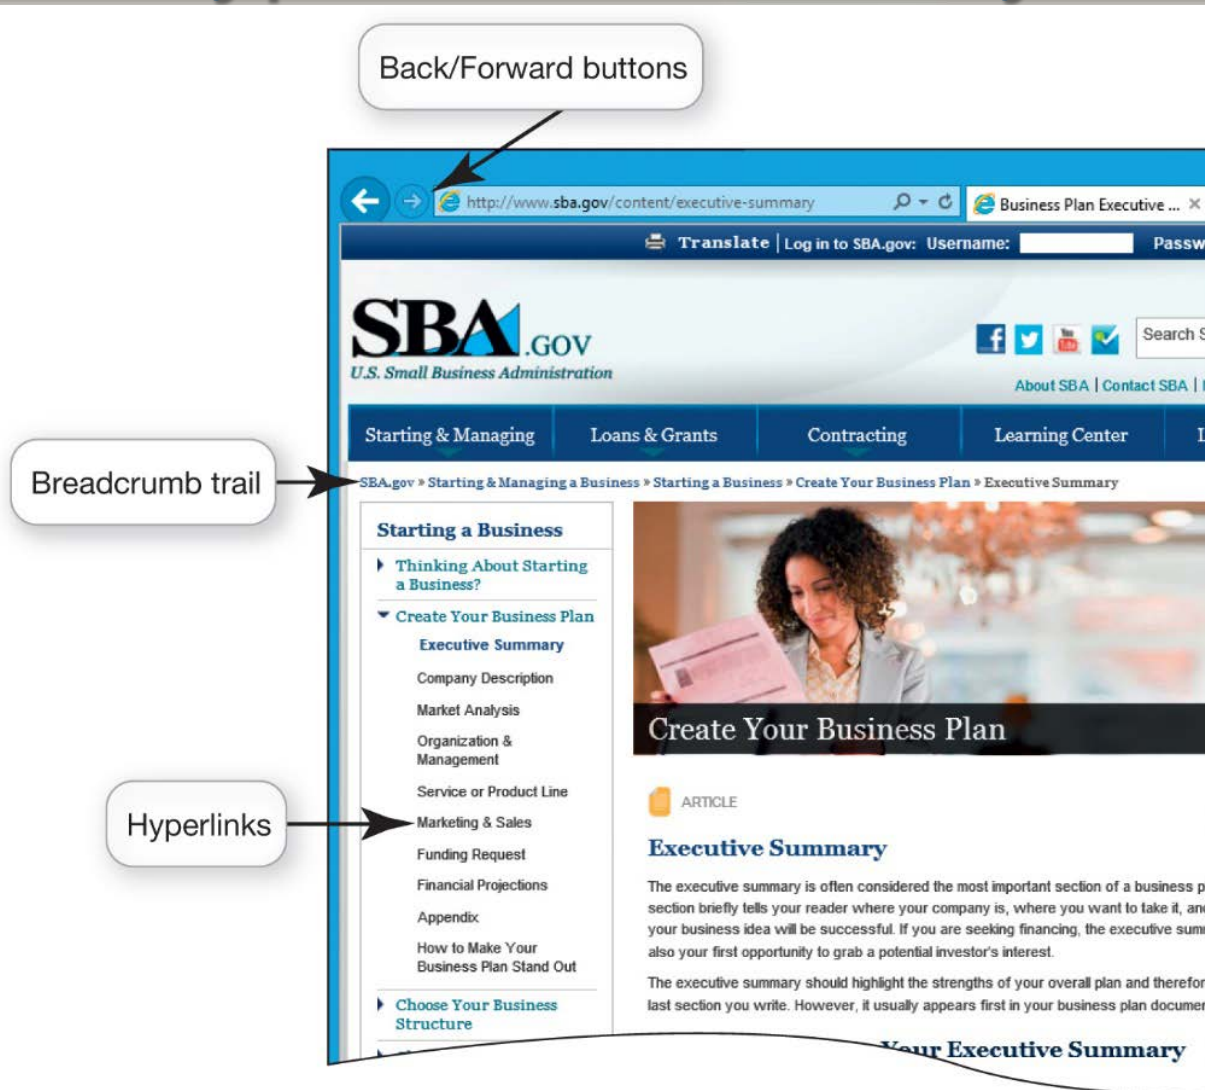 Back/Forward buttons
http://www.sba.gov/content/executive-summary
Business Plan Executive ...
Translate | Log in to SBA.gov: Username: Passw
SBA.GOV
U.S. Small Business Administration
Search S
About SBA | Contact SBA |
Starting & Managing Loans & Grants Contracting Learning Center
Breadcrumb trail
SBA.gov » Starting & Managing a Business » Starting a Business » Create Your Business Plan » Executive Summary
Starting a Business
Thinking About Starting
a Business?
Create Your Business Plan
Executive Summary
Company Description
Market Analysis
Organization &
Management
Service or Product Line
Hyperlinks
Marketing & Sales
Funding Request
Financial Projections
Appendix
How to Make Your
Business Plan Stand Out
Choose Your Business
Structure
Create Your Business Plan
ARTICLE
Executive Summary
The executive summary is often considered the most important section of a business p
section briefly tells your reader where your company is, where you want to take it, and
your business idea will be successful. If you are seeking financing, the executive sum
also your first opportunity to grab a potential investor's interest.
The executive summary should highlight the strengths of your overall plan and therefor
last section you write. However, it usually appears first in your business plan documen
Your Executive Summary